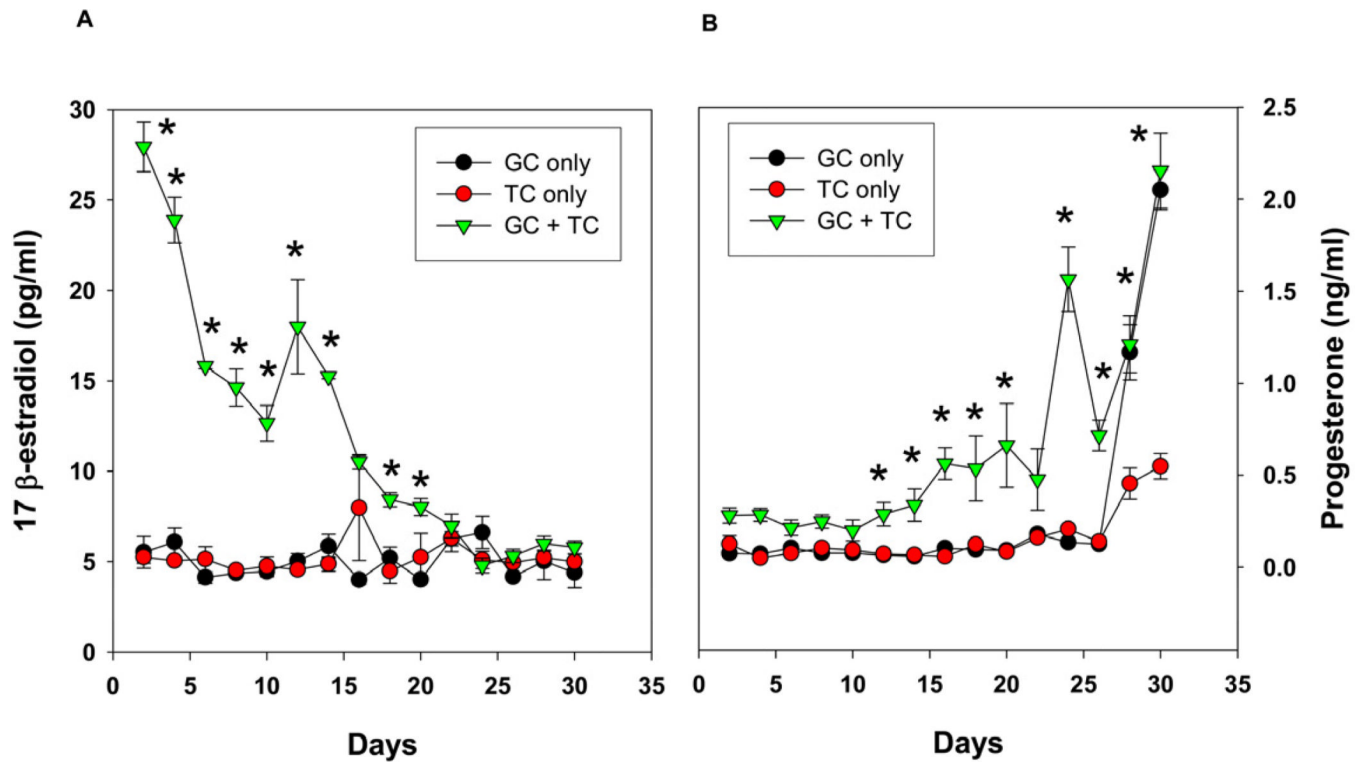 A
B
17 β-estradiol (pg/ml)
30
25
20
15
10
5
0
GC only
TC only
GC + TC
* * * * * * * * *
0 5 10 15 20 25 30 35
Days
GC only
TC only
GC + TC
* * * * * * * * *
2.5
2.0
1.5
1.0
0.5
0.0
Progesterone (ng/ml)
0 5 10 15 20 25 30 35
Days